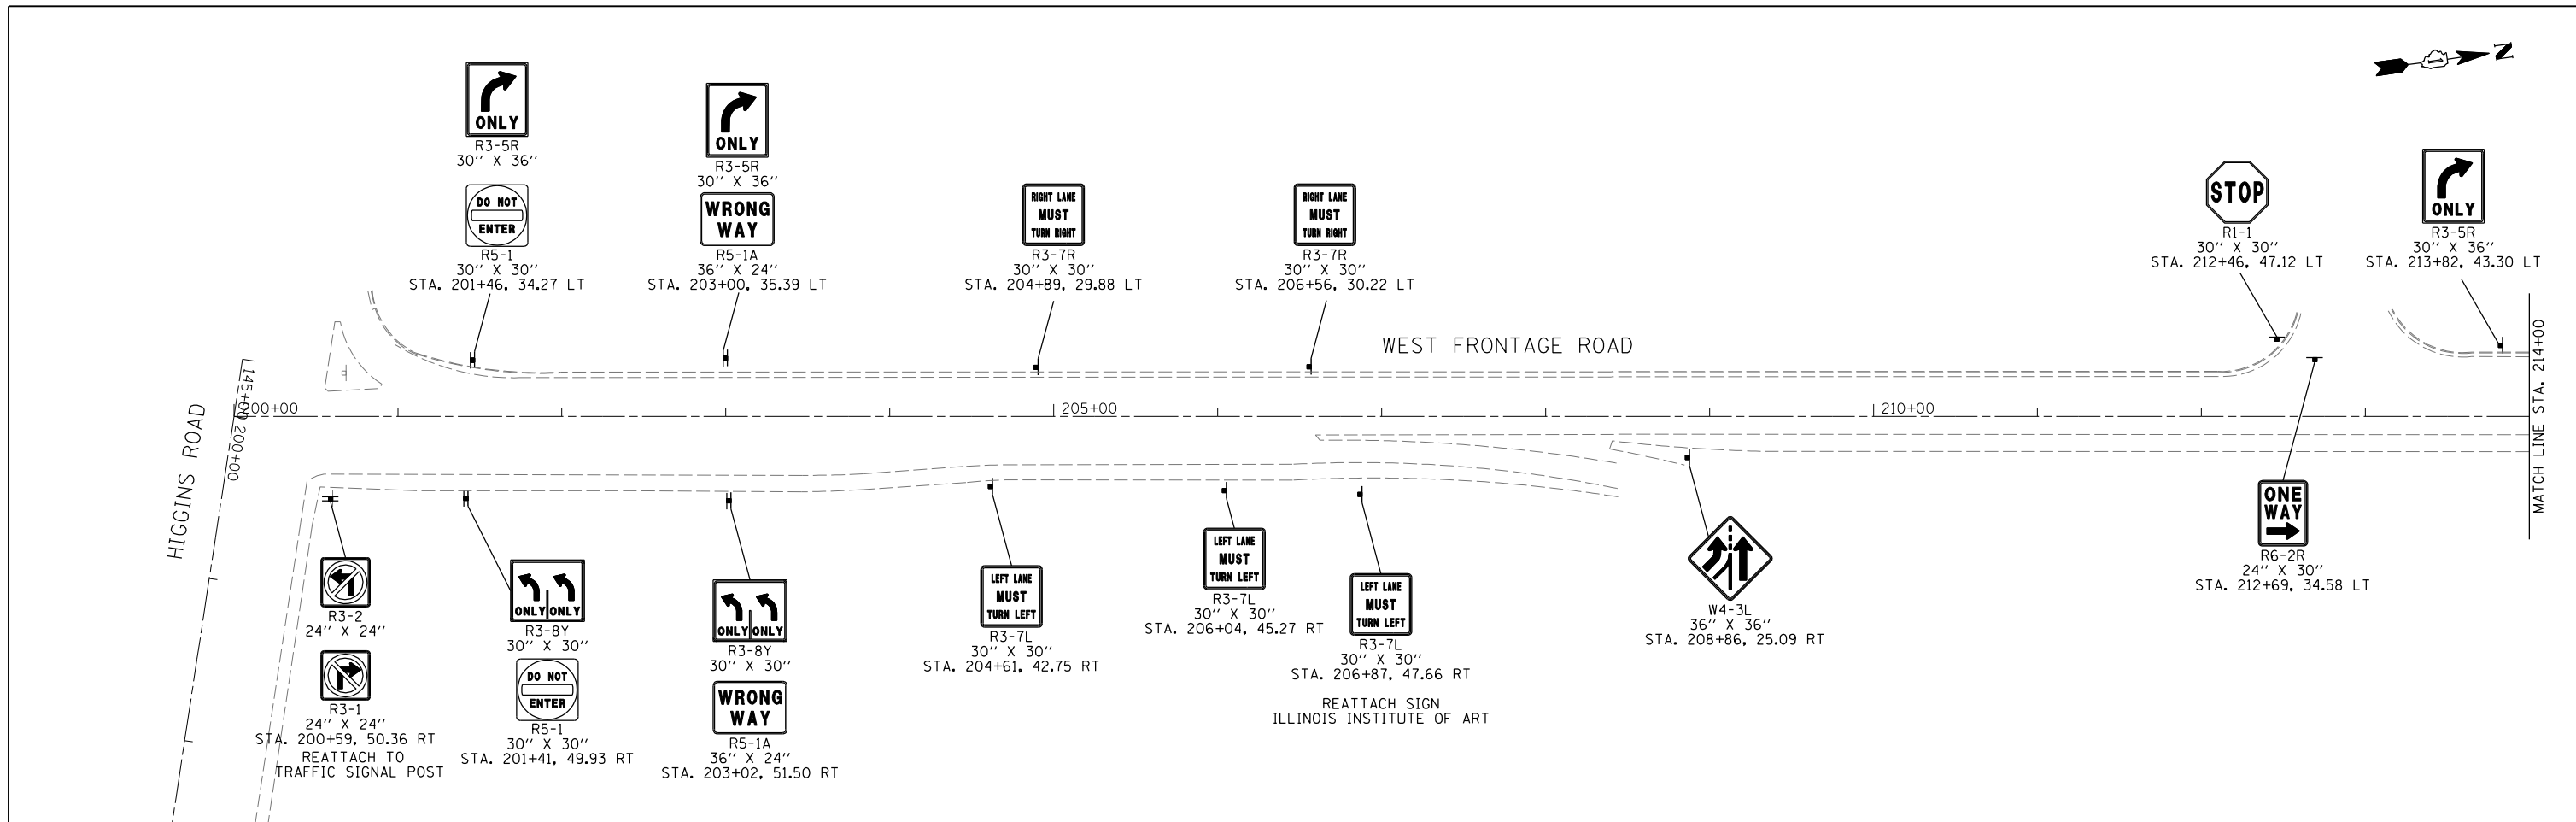 N
ONLY
R3-5R
30'' X 36''
DO NOT
ENTER
R5-1
30'' X 30''
STA. 201+46, 34.27 LT
ONLY
R3-5R
30'' X 36''
WRONG
WAY
R5-1A
36'' X 24''
STA. 203+00, 35.39 LT
RIGHT LANE
MUST
TURN RIGHT
R3-7R
30'' X 30''
STA. 204+89, 29.88 LT
RIGHT LANE
MUST
TURN RIGHT
R3-7R
30'' X 30''
STA. 206+56, 30.22 LT
STOP
R1-1
30'' X 30''
STA. 212+46, 47.12 LT
ONLY
R3-5R
30'' X 36''
STA. 213+82, 43.30 LT
WEST FRONTAGE ROAD
HIGGINS ROAD
145+00
200+00
200+00
205+00
210+00
MATCH LINE STA. 214+00
R3-2
24'' X 24''
R3-1
24'' X 24''
STA. 200+59, 50.36 RT
REATTACH TO
TRAFFIC SIGNAL POST
ONLY ONLY
R3-8Y
30'' X 30''
DO NOT
ENTER
R5-1
30'' X 30''
STA. 201+41, 49.93 RT
ONLY ONLY
R3-8Y
30'' X 30''
WRONG
WAY
R5-1A
36'' X 24''
STA. 203+02, 51.50 RT
LEFT LANE
MUST
TURN LEFT
R3-7L
30'' X 30''
STA. 204+61, 42.75 RT
LEFT LANE
MUST
TURN LEFT
R3-7L
30'' X 30''
STA. 206+04, 45.27 RT
LEFT LANE
MUST
TURN LEFT
R3-7L
30'' X 30''
STA. 206+87, 47.66 RT
REATTACH SIGN
ILLINOIS INSTITUTE OF ART
W4-3L
36'' X 36''
STA. 208+86, 25.09 RT
ONE
WAY
R6-2R
24'' X 30''
STA. 212+69, 34.58 LT